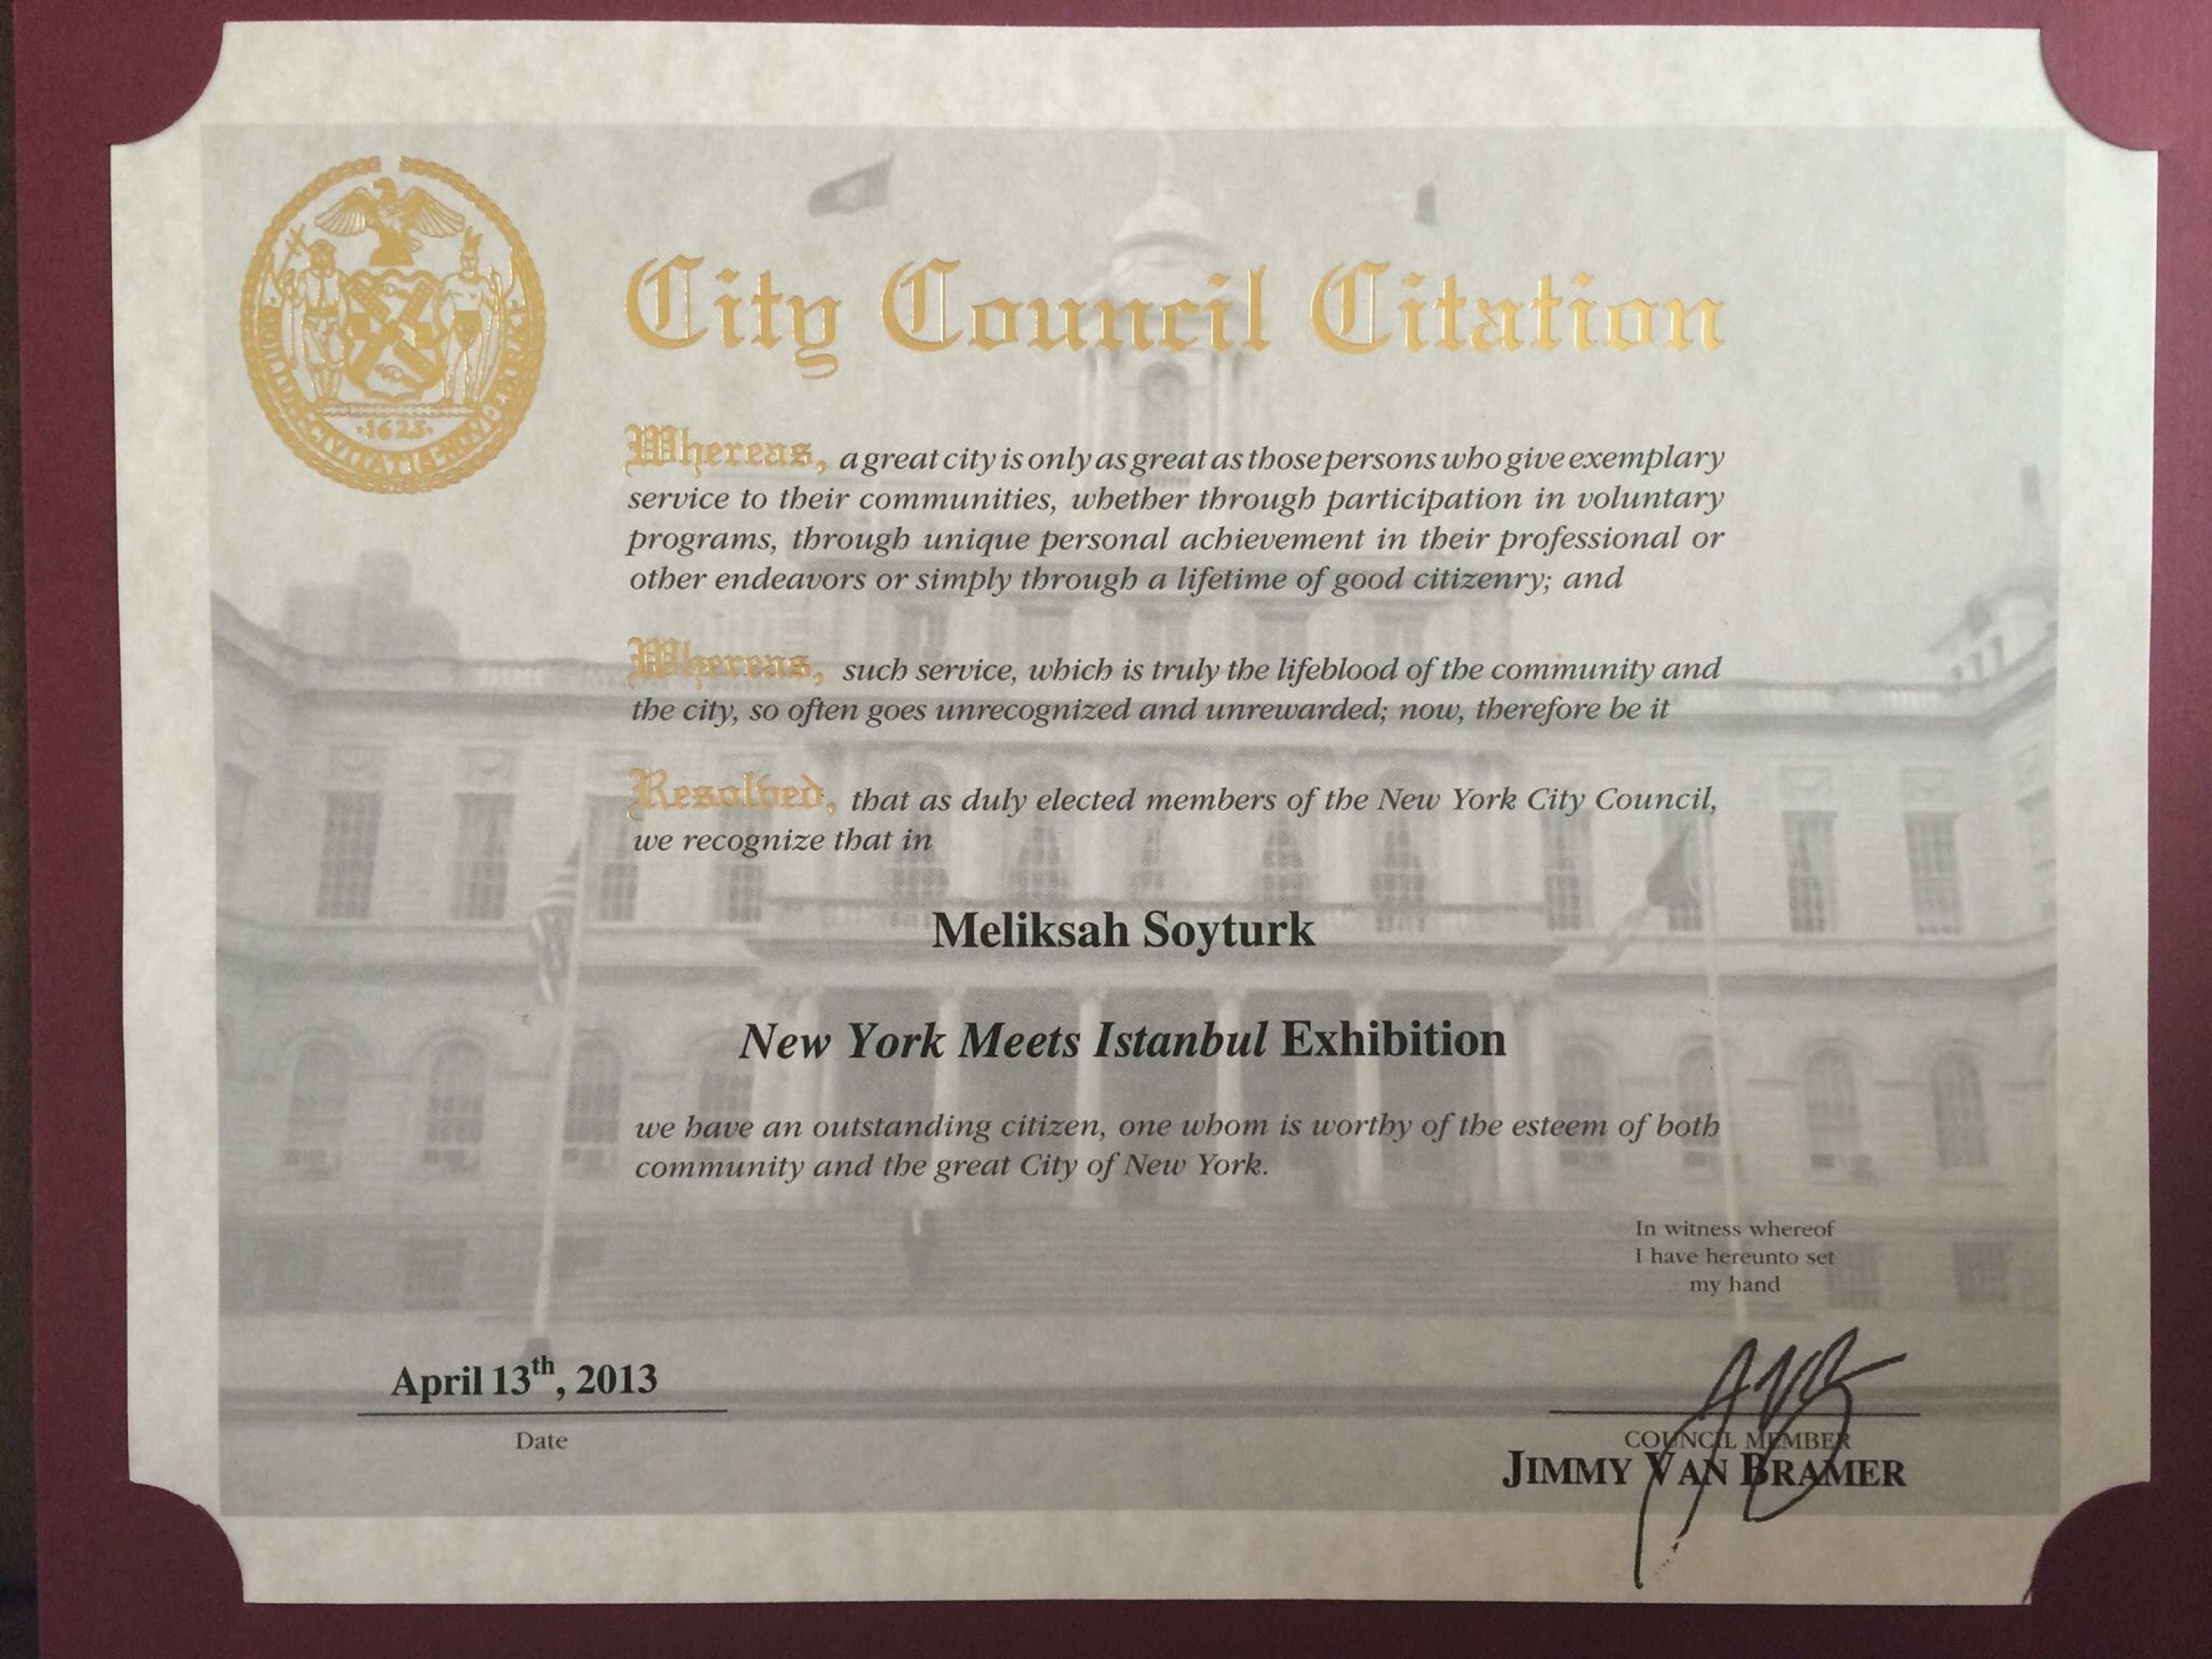 City Council Citation
Whereas, a great city is only as great as those persons who give exemplary
service to their communities, whether through participation in voluntary
programs, through unique personal achievement in their professional or
other endeavors or simply through a lifetime of good citizenry; and
Whereas, such service, which is truly the lifeblood of the community and
the city, so often goes unrecognized and unrewarded; now, therefore be it
Resolved, that as duly elected members of the New York City Council,
we recognize that in
Meliksah Soyturk
New York Meets Istanbul Exhibition
we have an outstanding citizen, one whom is worthy of the esteem of both
community and the great City of New York.
In witness whereof
I have hereunto set
my hand
April 13th, 2013
Date
COUNCIL MEMBER
JIMMY VAN BRAMER
·1625·